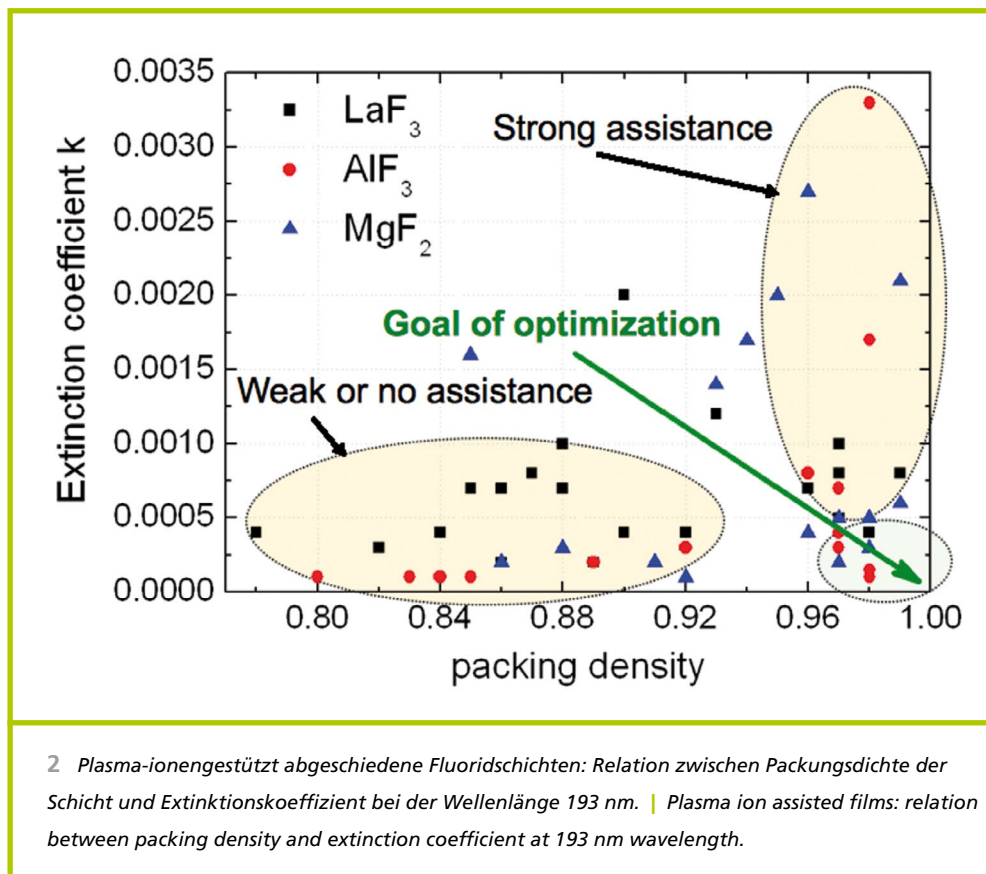 0.0035
0.0030
0.0025
0.0020
0.0015
0.0010
0.0005
0.0000
Extinction coefficient k
LaF3
AlF3
MgF2
Strong assistance
Goal of optimization
Weak or no assistance
0.80 0.84 0.88 0.92 0.96 1.00
packing density
2 Plasma-ionengestützt abgeschiedene Fluoridschichten: Relation zwischen Packungsdichte der
Schicht und Extinktionskoeffizient bei der Wellenlänge 193 nm. | Plasma ion assisted films: relation
between packing density and extinction coefficient at 193 nm wavelength.